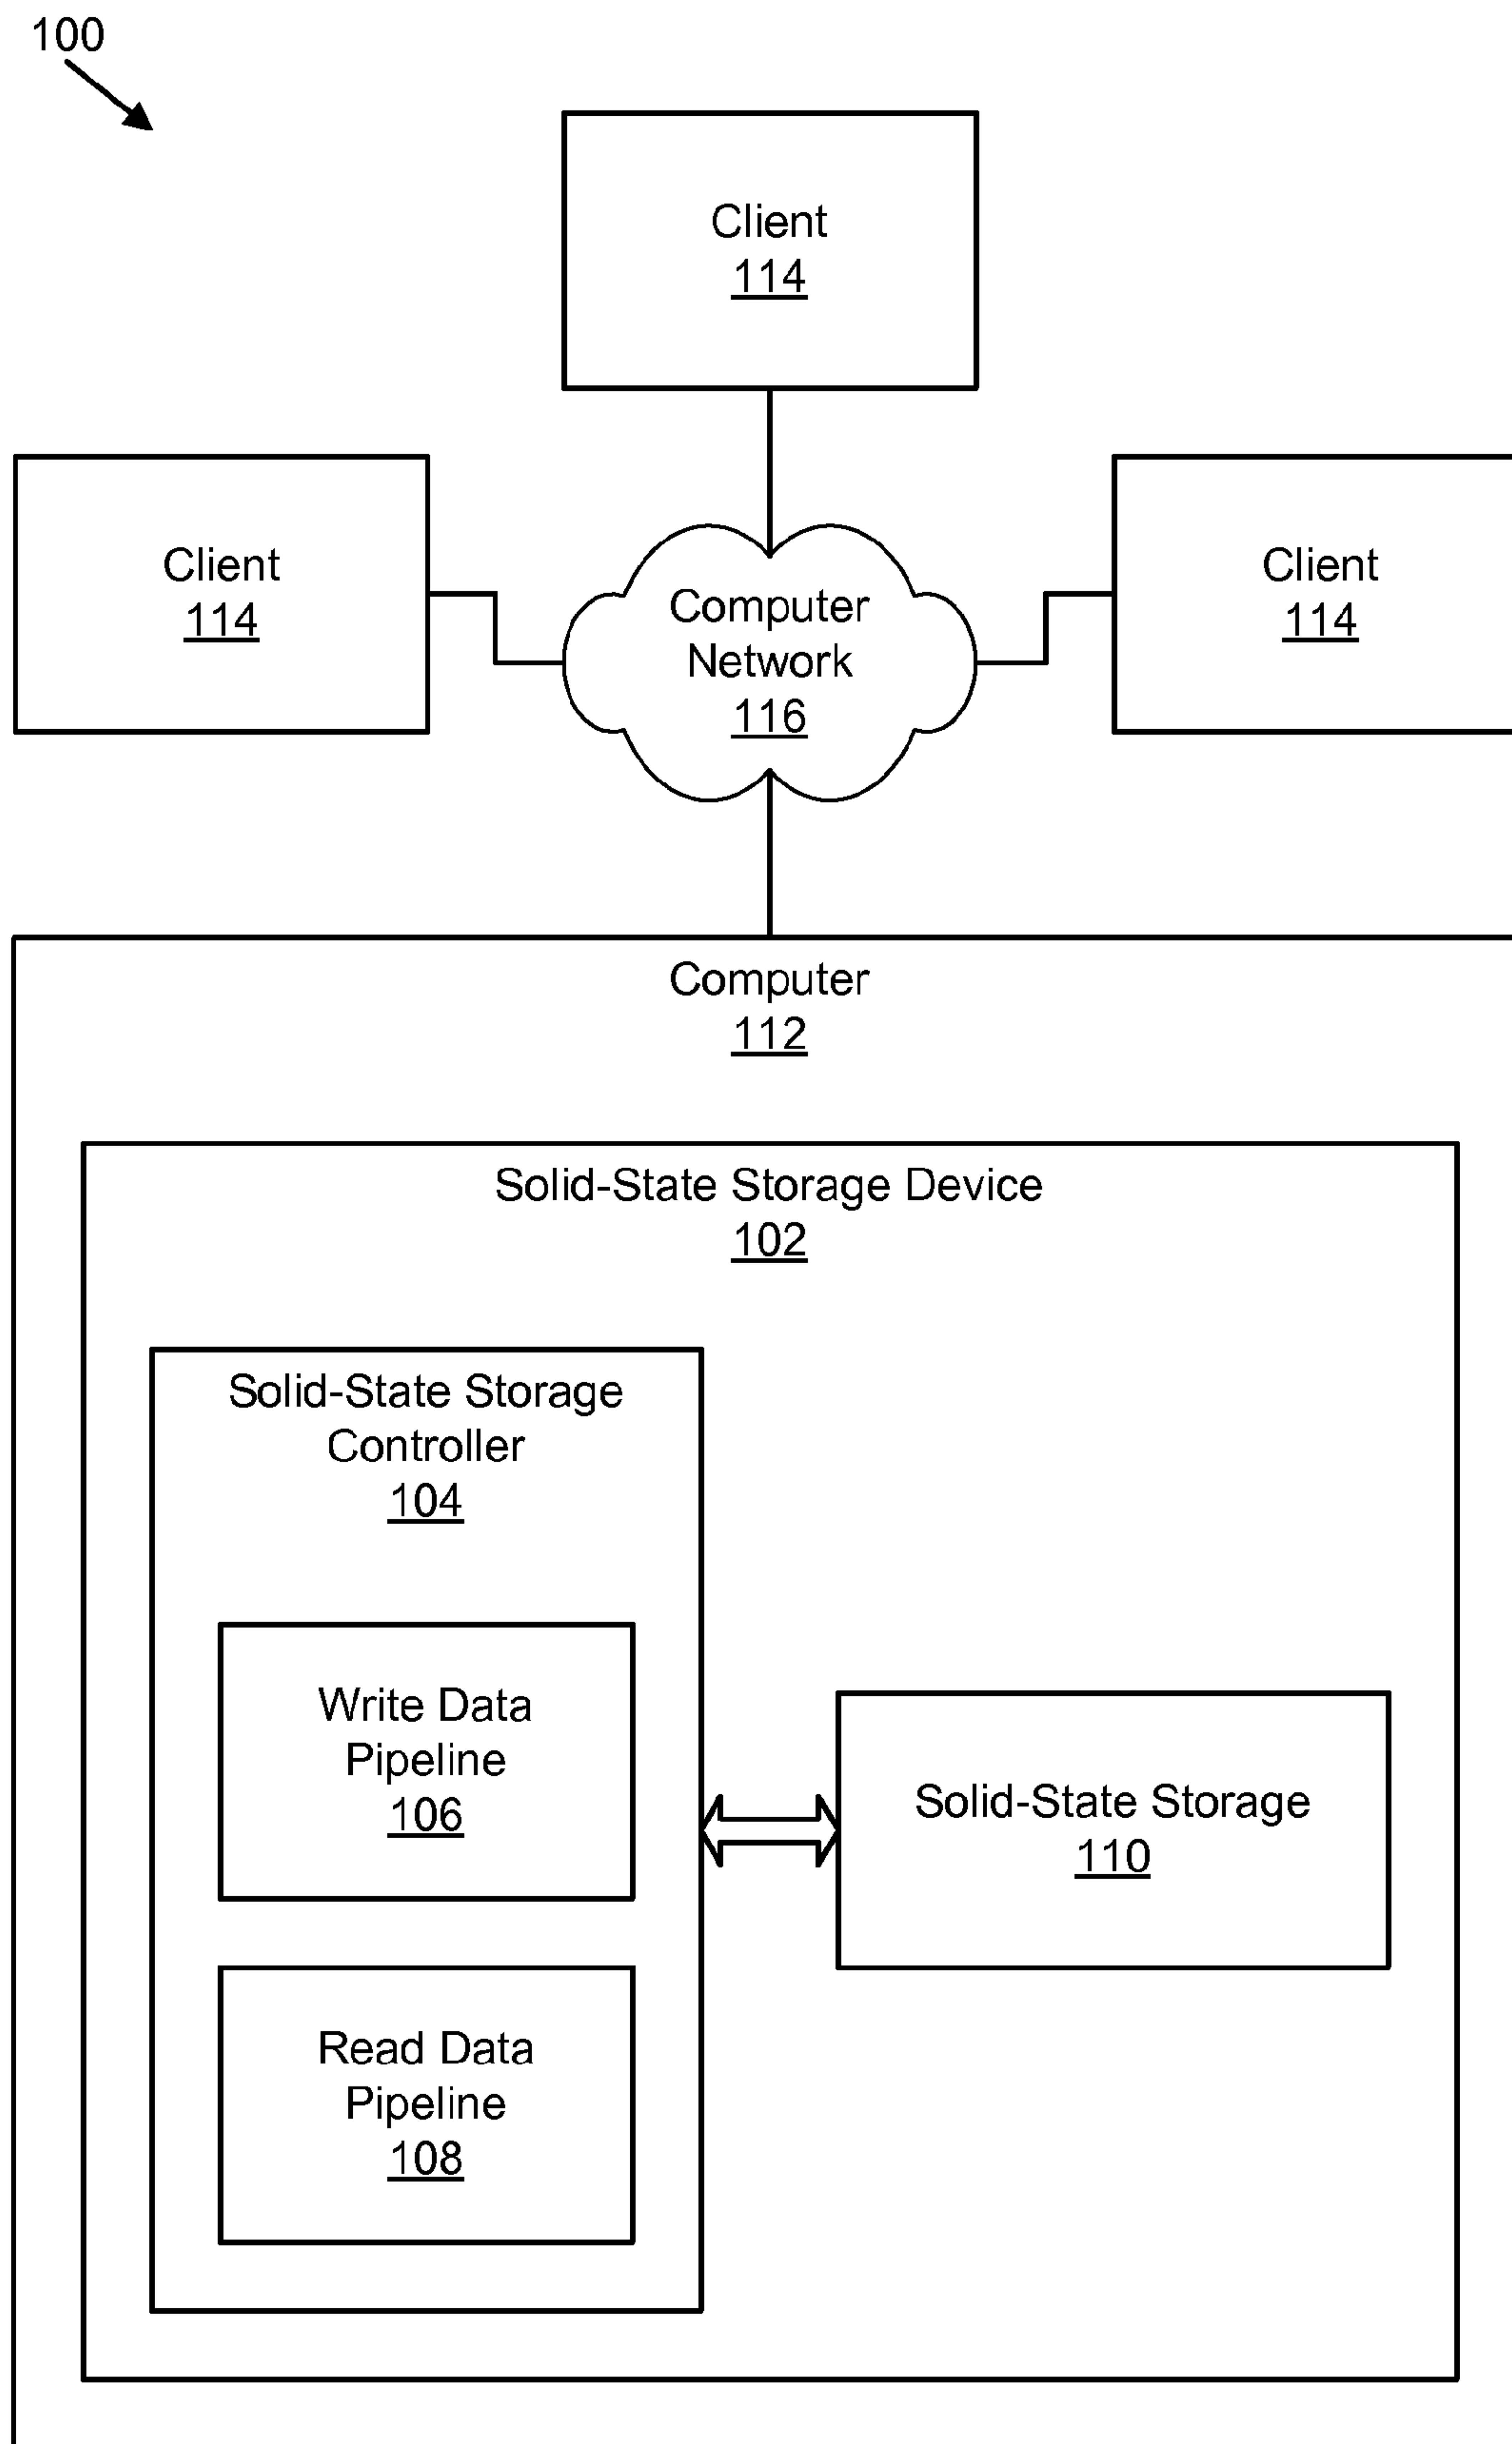 100
Client
114
Client
114
Computer
Network
116
Client
114
Computer
112
Solid-State Storage Device
102
Solid-State Storage
Controller
104
Write Data
Pipeline
106
Solid-State Storage
110
Read Data
Pipeline
108